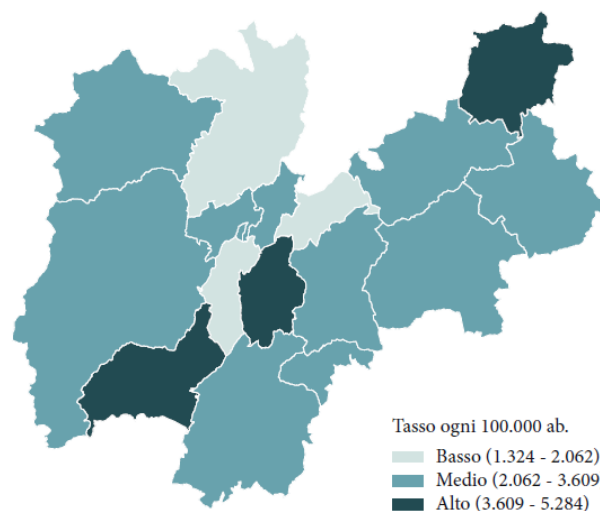 Tasso ogni 100.000 ab.
Basso (1.324 - 2.062)
Medio (2.062 - 3.609
Alto (3.609 - 5.284)